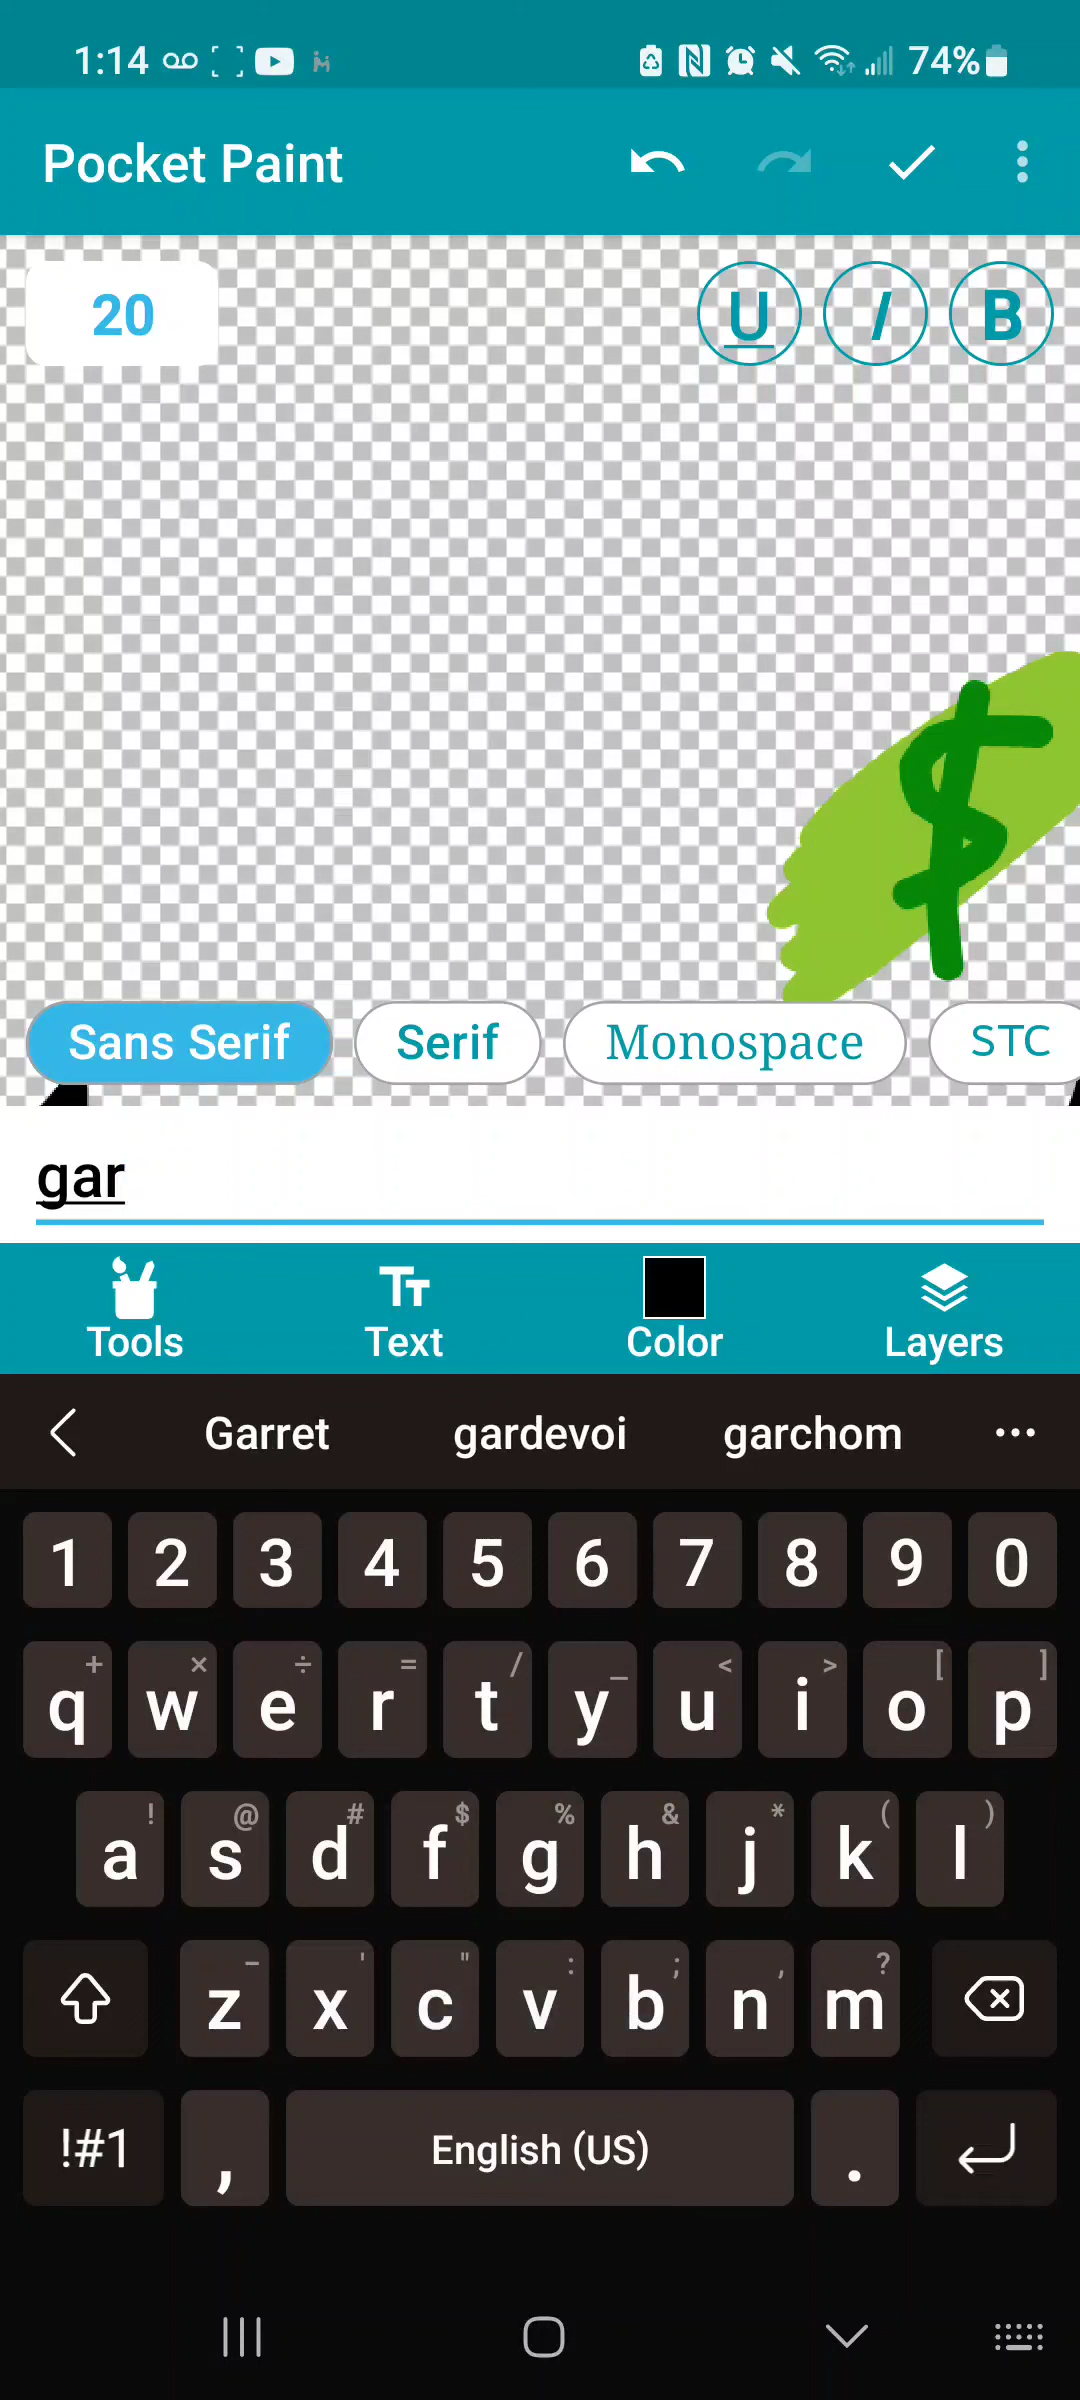 1:14 74%
Pocket Paint
20 U I B
$
Sans Serif Serif Monospace STC
gar
Tools Text Color Layers
Garret gardevoi garchom ...
1 2 3 4 5 6 7 8 9 0
+ × ÷ = / _ < > [ ]
q w e r t y u i o p
! @ # $ % & * ( )
a s d f g h j k l
- ' " : ; , ?
z x c v b n m
!#1 , English (US) .